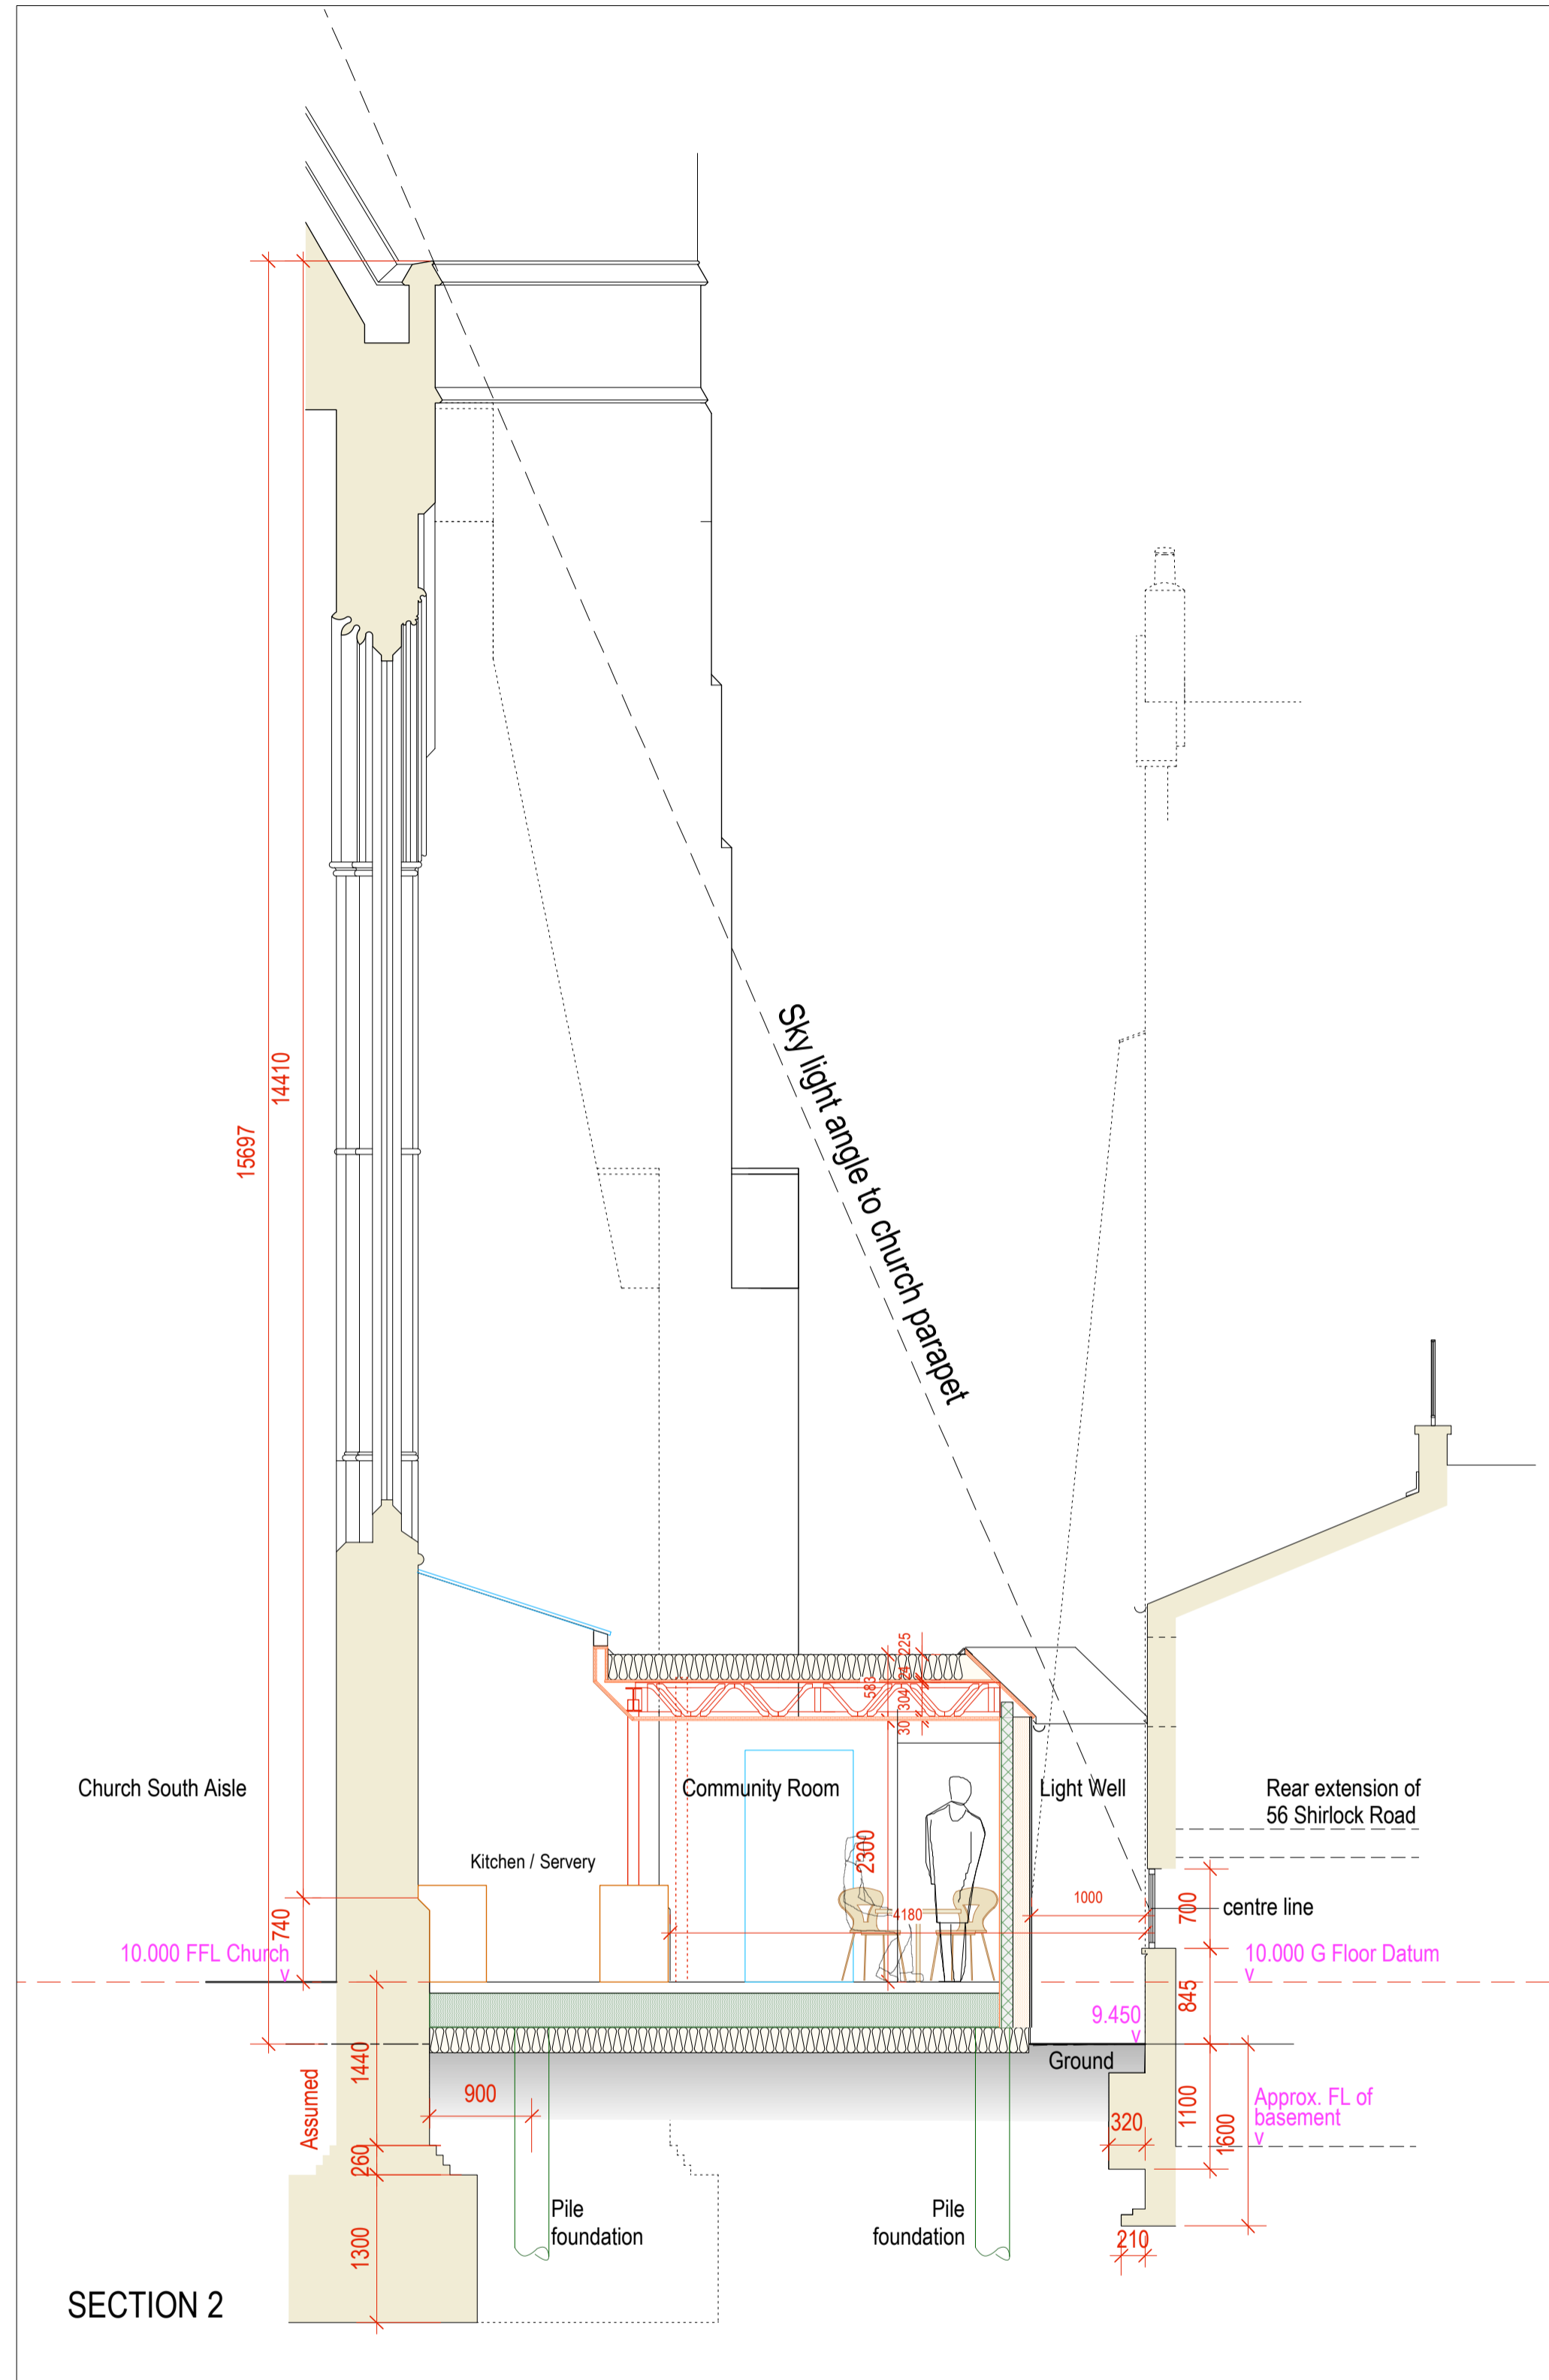 15697
14410
Sky light angle to church parapet
225
24
583
304
30
Church South Aisle
Community Room
Light Well
Rear extension of
56 Shirlock Road
Kitchen / Servery
2300
4180
1000
700
centre line
740
10.000 FFL Church
v
10.000 G Floor Datum
v
845
9.450
v
Ground
Assumed
1440
900
320
1100
1600
Approx. FL of
basement
v
260
1300
Pile
foundation
Pile
foundation
210
SECTION 2